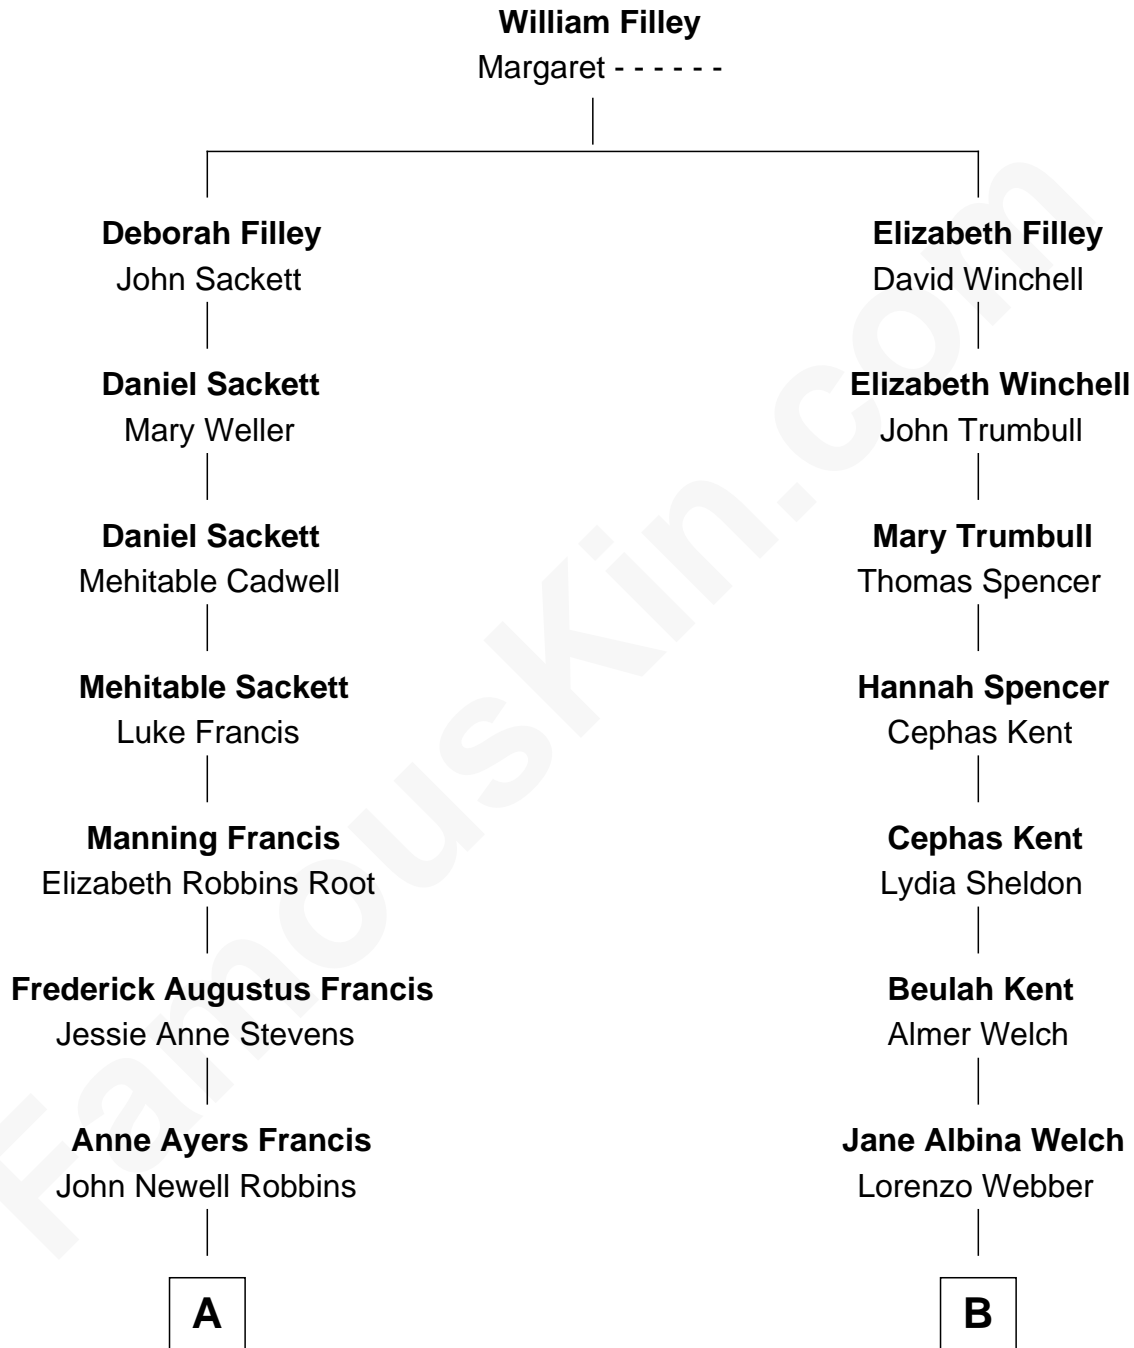 William Filley
Margaret - - - - - -
Deborah Filley
John Sackett
Daniel Sackett
Mary Weller
Daniel Sackett
Mehitable Cadwell
Mehitable Sackett
Luke Francis
Manning Francis
Elizabeth Robbins Root
Frederick Augustus Francis
Jessie Anne Stevens
Anne Ayers Francis
John Newell Robbins
A
Elizabeth Filley
David Winchell
Elizabeth Winchell
John Trumbull
Mary Trumbull
Thomas Spencer
Hannah Spencer
Cephas Kent
Cephas Kent
Lydia Sheldon
Beulah Kent
Almer Welch
Jane Albina Welch
Lorenzo Webber
B
FamousKin.com